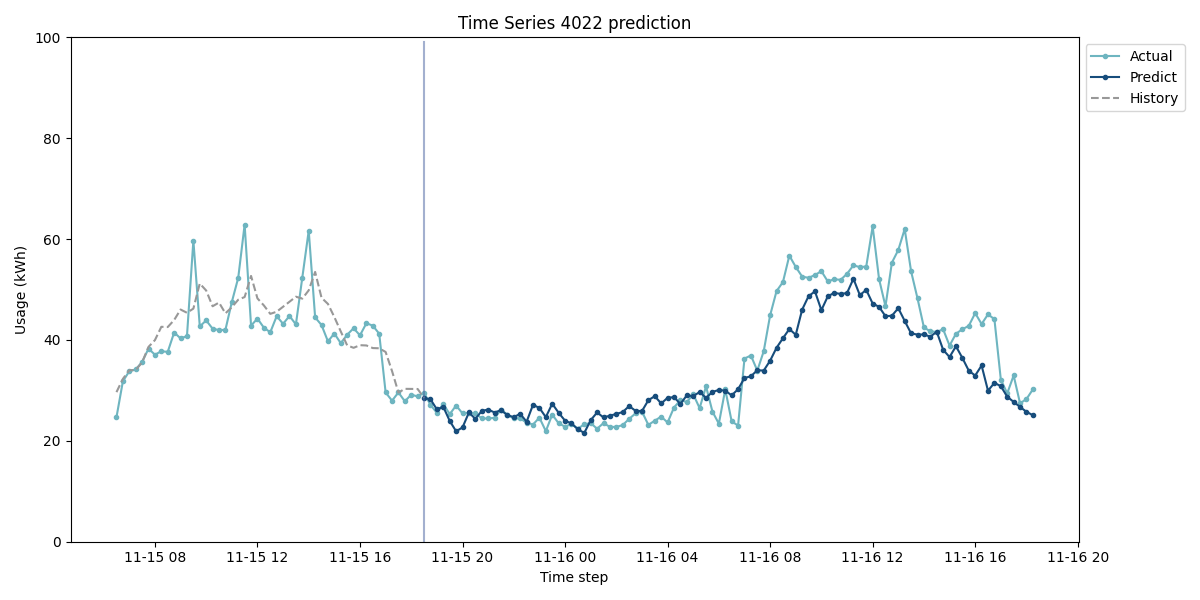 Time Series 4022 prediction
100
80
60
40
20
0
Usage (kWh)
11-15 08
11-15 12
11-15 16
11-15 20
11-16 00
11-16 04
11-16 08
11-16 12
11-16 16
11-16 20
Time step
Actual
Predict
History